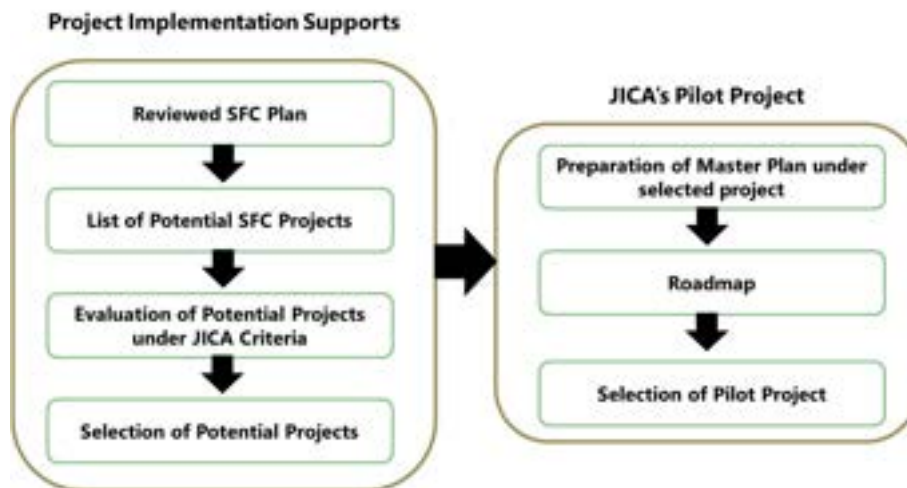 Project Implementation Supports
Reviewed SFC Plan
List of Potential SFC Projects
Evaluation of Potential Projects
under JICA Criteria
Selection of Potential Projects
JICA's Pilot Project
Preparation of Master Plan under
selected project
Roadmap
Selection of Pilot Project